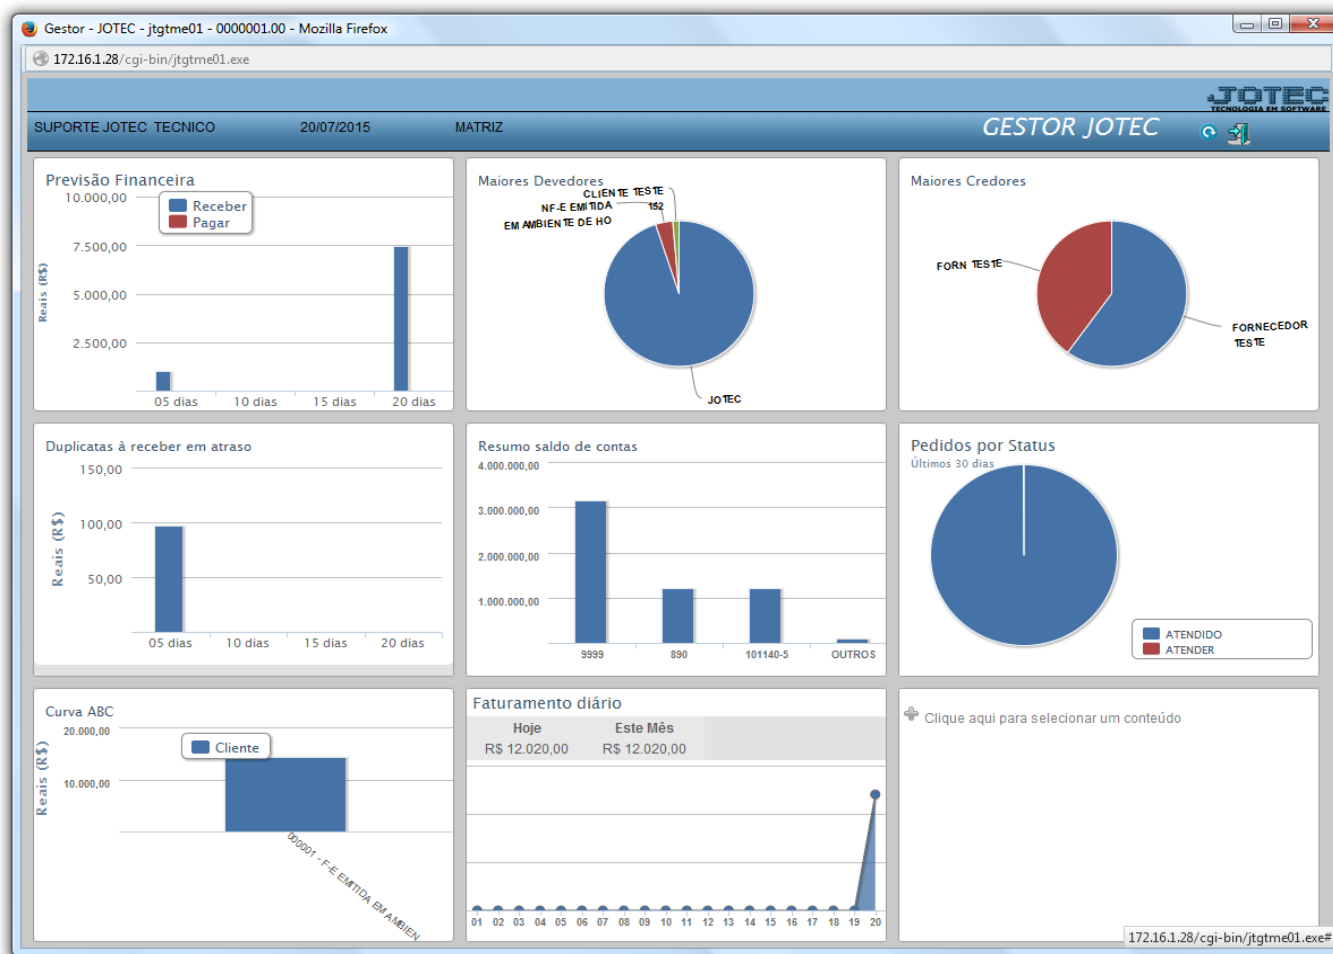 Gestor - JOTEC - jtgtme01 - 0000001.00 - Mozilla Firefox
172.16.1.28/cgi-bin/jtgtme01.exe
JOTEC
TECNOLOGIA EM SOFTWARE
SUPORTE JOTEC TECNICO 20/07/2015 MATRIZ GESTOR JOTEC
Previsão Financeira
10.000,00
7.500,00
5.000,00
2.500,00
Reais (R$)
Receber
Pagar
05 dias 10 dias 15 dias 20 dias
Maiores Devedores
CLIENTE TESTE
152
NF-E EMITIDA
EM AMBIENTE DE HO
JOTEC
Maiores Credores
FORN TESTE
FORNECEDOR
TESTE
Duplicatas à receber em atraso
150,00
100,00
50,00
Reais (R$)
05 dias 10 dias 15 dias 20 dias
Resumo saldo de contas
4.000.000,00
3.000.000,00
2.000.000,00
1.000.000,00
9999 890 101140-5 OUTROS
Pedidos por Status
Últimos 30 dias
ATENDIDO
ATENDER
Curva ABC
20.000,00
10.000,00
Reais (R$)
Cliente
000001 - F-E EMITIDA EM AMBIEN
Faturamento diário
Hoje Este Mês
R$ 12.020,00 R$ 12.020,00
01 02 03 04 05 06 07 08 09 10 11 12 13 14 15 16 17 18 19 20
Clique aqui para selecionar um conteúdo
172.16.1.28/cgi-bin/jtgtme01.exe#